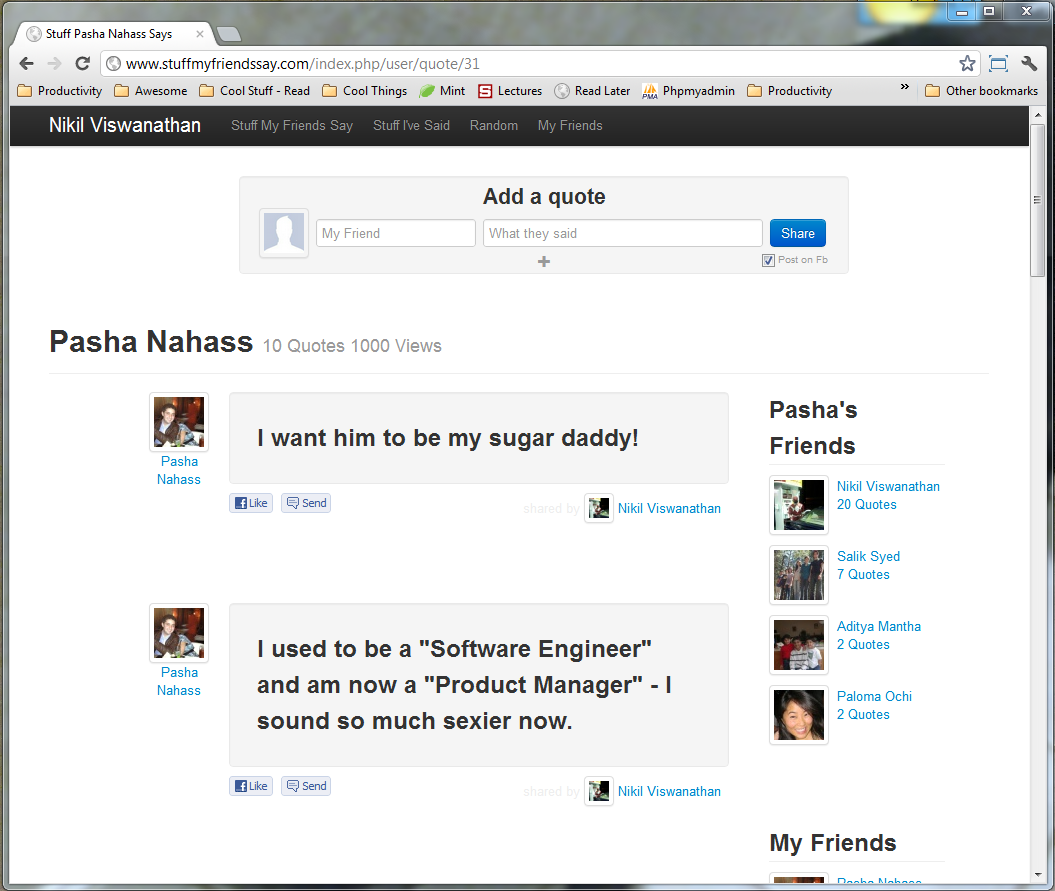 Stuff Pasha Nahass Says
www.stuffmyfriendssay.com/index.php/user/quote/31
Productivity Awesome Cool Stuff - Read Cool Things Mint Lectures Read Later Phpmyadmin Productivity » Other bookmarks
Nikil Viswanathan Stuff My Friends Say Stuff I've Said Random My Friends
Add a quote
My Friend What they said Share
+ Post on Fb
Pasha Nahass 10 Quotes 1000 Views
I want him to be my sugar daddy!
Pasha
Nahass
Like Send shared by Nikil Viswanathan
I used to be a "Software Engineer"
and am now a "Product Manager" - I
sound so much sexier now.
Pasha
Nahass
Like Send shared by Nikil Viswanathan
Pasha's
Friends
Nikil Viswanathan
20 Quotes
Salik Syed
7 Quotes
Aditya Mantha
2 Quotes
Paloma Ochi
2 Quotes
My Friends
Pasha Nahass